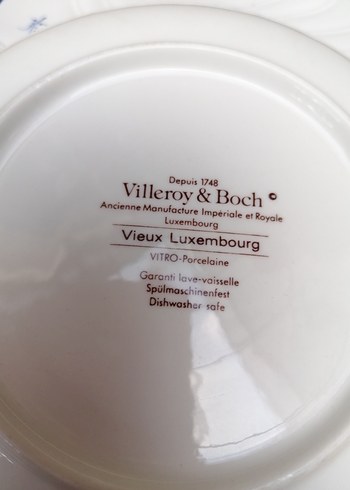 Depuis 1748
Villeroy & Boch ©
Ancienne Manufacture Impériale et Royale
Luxembourg
Vieux Luxembourg
VITRO-Porcelaine
Garanti lave-vaisselle
Spülmaschinenfest
Dishwasher safe